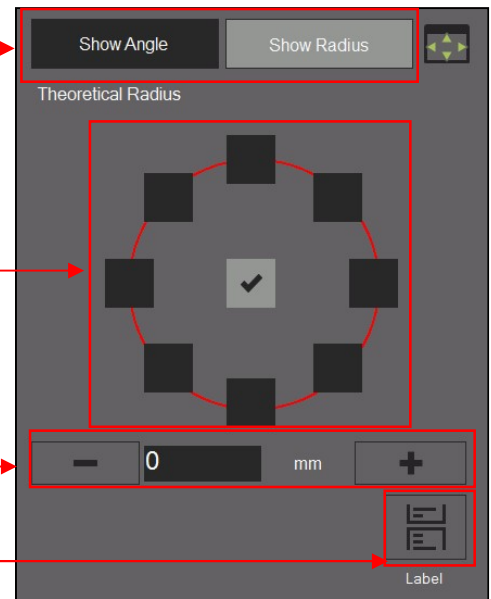 Show Angle
Show Radius
Theoretical Radius
0 mm
Label